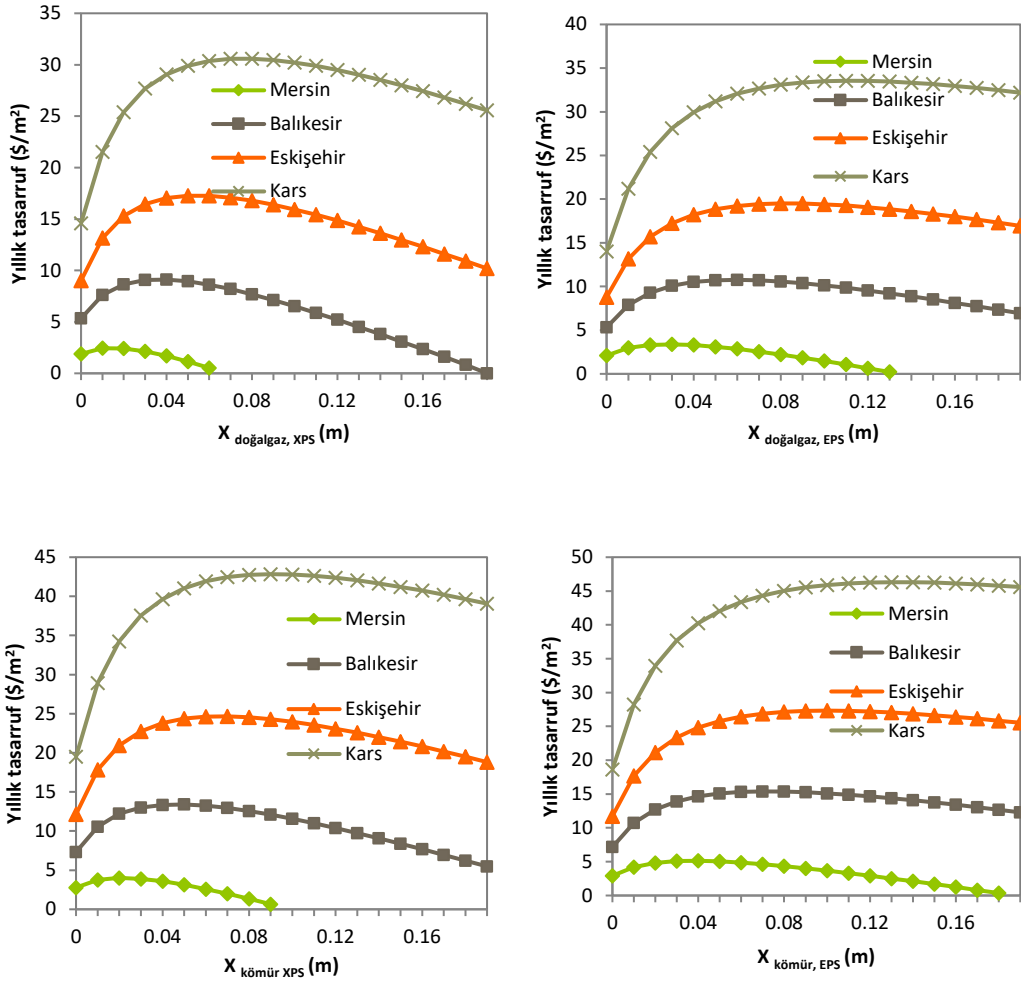 Yıllık tasarruf ($/m²)
35
30
25
20
15
10
5
0
Mersin
Balıkesir
Eskişehir
Kars
0 0.04 0.08 0.12 0.16
X doğalgaz, XPS (m)
Yıllık tasarruf ($/m²)
40
35
30
25
20
15
10
5
0
Mersin
Balıkesir
Eskişehir
Kars
0 0.04 0.08 0.12 0.16
X doğalgaz, EPS (m)
Yıllık tasarruf ($/m²)
45
40
35
30
25
20
15
10
5
0
Mersin
Balıkesir
Eskişehir
Kars
0 0.04 0.08 0.12 0.16
X kömür XPS (m)
Yıllık tasarruf ($/m²)
50
45
40
35
30
25
20
15
10
5
0
Mersin
Balıkesir
Eskişehir
Kars
0 0.04 0.08 0.12 0.16
X kömür, EPS (m)